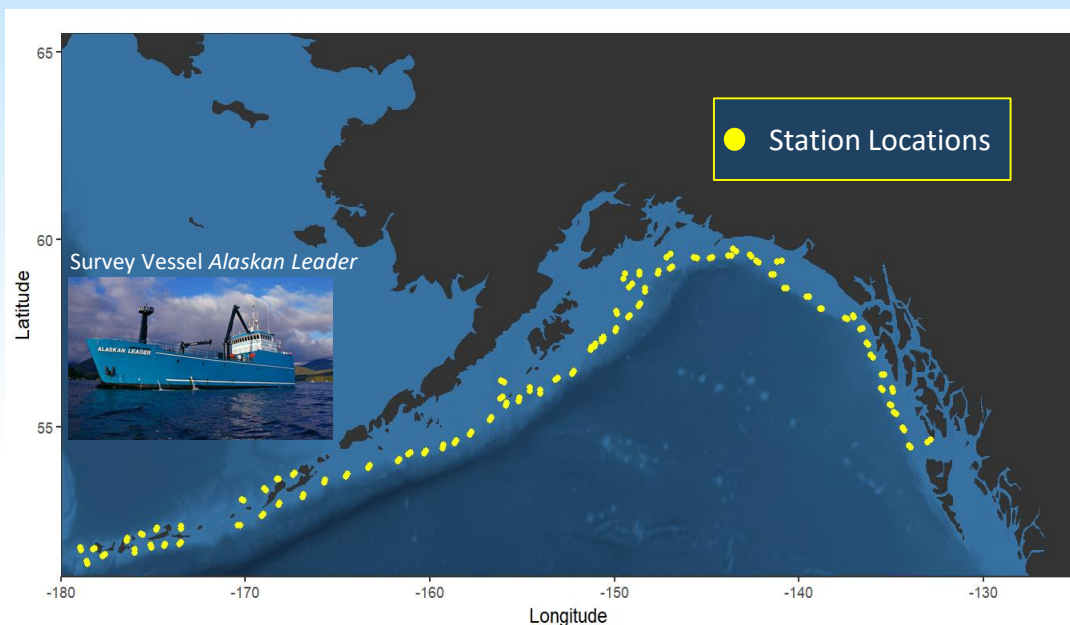 65
60
55
Latitude
Station Locations
Survey Vessel Alaskan Leader
ALASKAN LEADER
-180
-170
-160
-150
-140
-130
Longitude